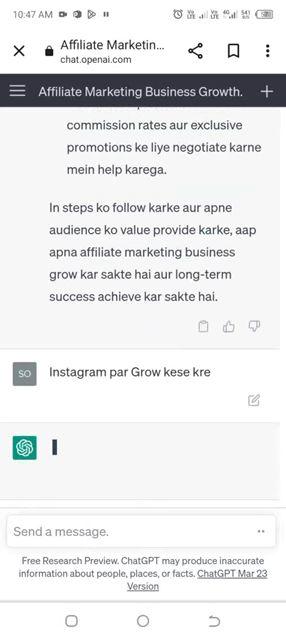 10:47 AM
Affiliate Marketin...
chat.openai.com
Affiliate Marketing Business Growth.
commission rates aur exclusive
promotions ke liye negotiate karne
mein help karega.
In steps ko follow karke aur apne
audience ko value provide karke, aap
apna affiliate marketing business
grow kar sakte hai aur long-term
success achieve kar sakte hai.
SO
Instagram par Grow kese kre
Send a message.
Free Research Preview. ChatGPT may produce inaccurate
information about people, places, or facts. ChatGPT Mar 23
Version